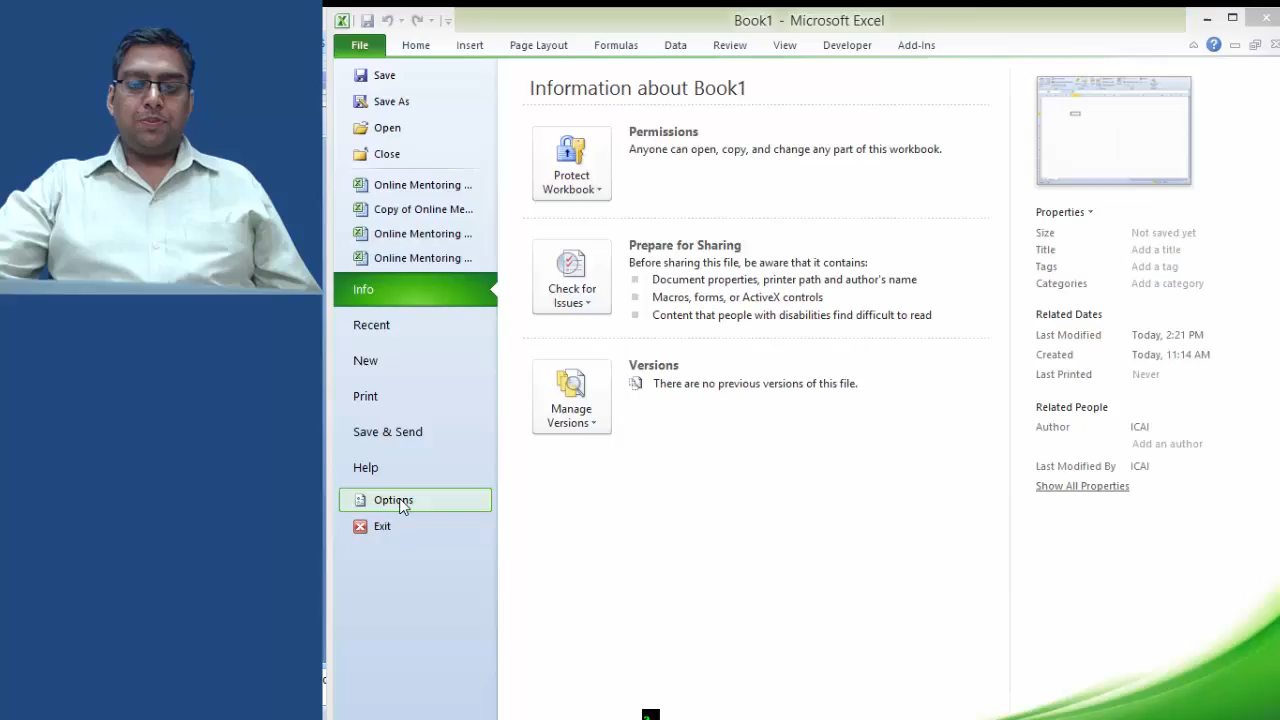 Book1 - Microsoft Excel
File Home Insert Page Layout Formulas Data Review View Developer Add-Ins
Save
Save As
Open
Close
Online Mentoring ...
Copy of Online Me...
Online Mentoring ...
Online Mentoring ...
Info
Recent
New
Print
Save & Send
Help
Options
Exit
Information about Book1
Protect
Workbook
Permissions
Anyone can open, copy, and change any part of this workbook.
Check for
Issues
Prepare for Sharing
Before sharing this file, be aware that it contains:
Document properties, printer path and author's name
Macros, forms, or ActiveX controls
Content that people with disabilities find difficult to read
Manage
Versions
Versions
There are no previous versions of this file.
Properties
Size Not saved yet
Title Add a title
Tags Add a tag
Categories Add a category
Related Dates
Last Modified Today, 2:21 PM
Created Today, 11:14 AM
Last Printed Never
Related People
Author ICAI
Add an author
Last Modified By ICAI
Show All Properties